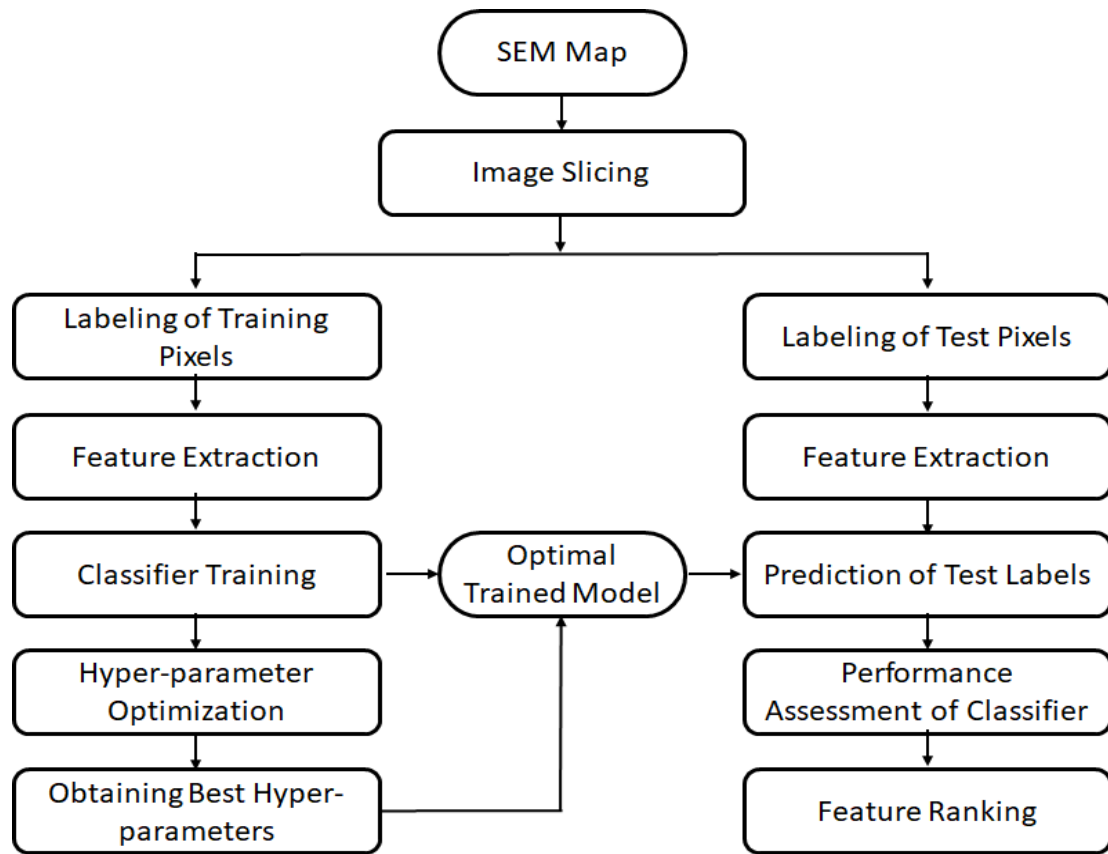 SEM Map
Image Slicing
Labeling of Training
Pixels
Feature Extraction
Classifier Training
Hyper-parameter
Optimization
Obtaining Best Hyper-
parameters
Optimal
Trained Model
Labeling of Test Pixels
Feature Extraction
Prediction of Test Labels
Performance
Assessment of Classifier
Feature Ranking